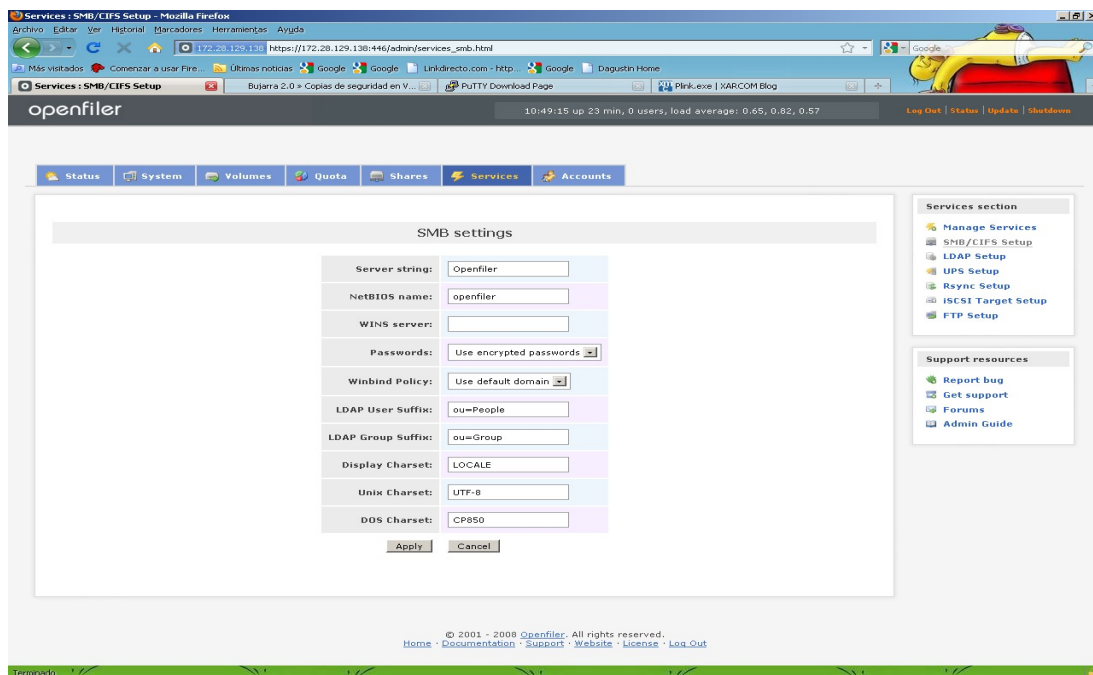 Services : SMB/CIFS Setup - Mozilla Firefox
Archivo Editar Ver Historial Marcadores Herramientas Ayuda
172.28.129.138 https://172.28.129.138:446/admin/services_smb.html
Google
Más visitados Comenzar a usar Fire... Últimas noticias Google Google Linkdirecto.com - http... Google Dagustin Home
Services : SMB/CIFS Setup Bujarra 2.0 » Copias de seguridad en V... PuTTY Download Page Plink.exe | XARCOM Blog
openfiler
10:49:15 up 23 min, 0 users, load average: 0.65, 0.82, 0.57
Log Out | Status | Update | Shutdown
Status System Volumes Quota Shares Services Accounts
SMB settings
Server string: Openfiler
NetBIOS name: openfiler
WINS server:
Passwords: Use encrypted passwords
Winbind Policy: Use default domain
LDAP User Suffix: ou=People
LDAP Group Suffix: ou=Group
Display Charset: LOCALE
Unix Charset: UTF-8
DOS Charset: CP850
Apply Cancel
Services section
Manage Services
SMB/CIFS Setup
LDAP Setup
UPS Setup
Rsync Setup
iSCSI Target Setup
FTP Setup
Support resources
Report bug
Get support
Forums
Admin Guide
© 2001 - 2008 Openfiler. All rights reserved.
Home · Documentation · Support · Website · License · Log Out
Terminado